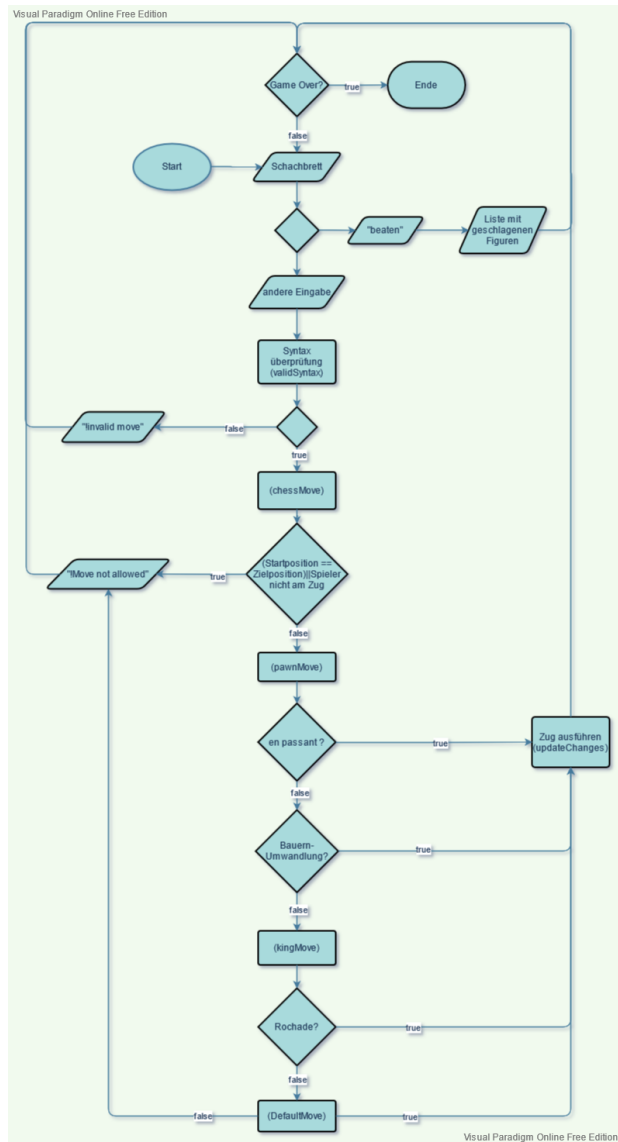 Visual Paradigm Online Free Edition
Game Over?
true
Ende
false
Start
Schachbrett
"beaten"
Liste mit
geschlagenen
Figuren
andere Eingabe
Syntax
überprüfung
(validSyntax)
"!invalid move"
false
true
(chessMove)
"!Move not allowed"
true
(Startposition ==
Zielposition)||Spieler
nicht am Zug
false
(pawnMove)
en passant ?
true
Zug ausführen
(updateChanges)
false
Bauern-
Umwandlung?
true
false
(kingMove)
Rochade?
true
false
false
(DefaultMove)
true
Visual Paradigm Online Free Edition